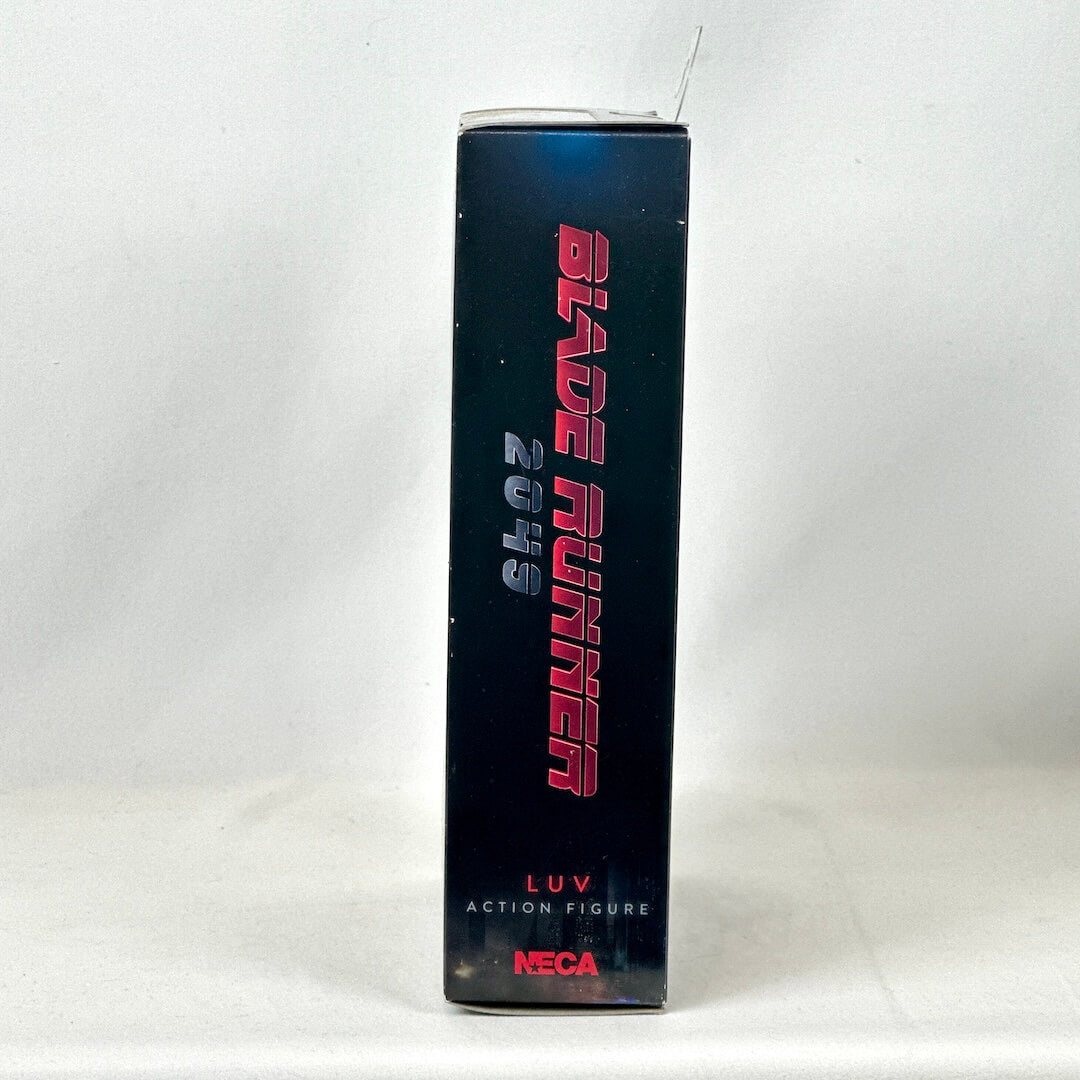 BLADE RUNNER
2049
LUV
ACTION FIGURE
NECA